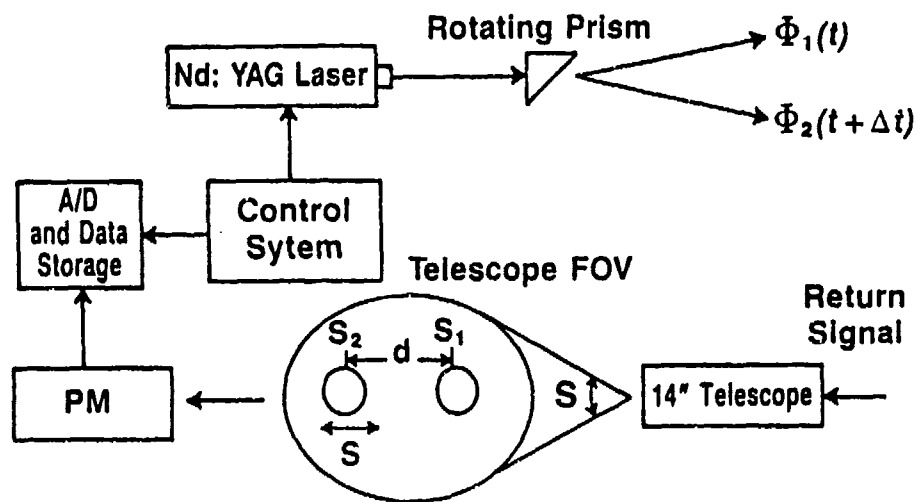 Rotating Prism
Nd: YAG Laser
Φ₁(t)
Φ₂(t + Δt)
A/D
and Data
Storage
Control
Sytem
Telescope FOV
Return
Signal
S₂
S₁
d
PM
S
S
14" Telescope